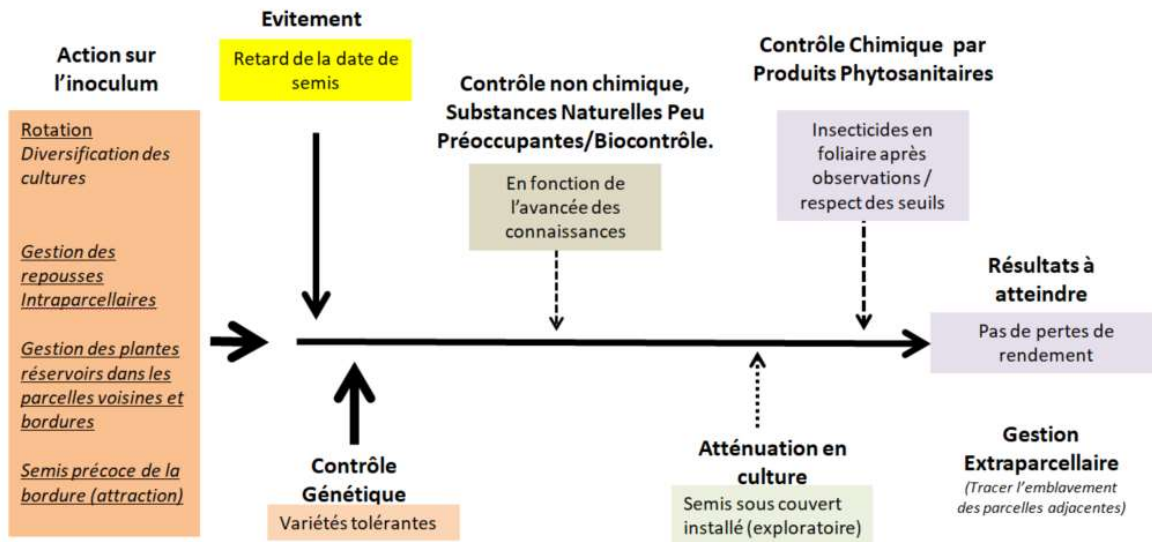 Action sur
l'inoculum
Rotation
Diversification des
cultures
Gestion des
repousses
Intraparcellaires
Gestion des plantes
réservoirs dans les
parcelles voisines et
bordures
Semis précoce de la
bordure (attraction)
Evitement
Retard de la date de
semis
Contrôle
Génétique
Variétés tolérantes
Contrôle non chimique,
Substances Naturelles Peu
Préoccupantes/Biocontrôle.
En fonction de
l'avancée des
connaissances
Contrôle Chimique par
Produits Phytosanitaires
Insecticides en
foliaire après
observations /
respect des seuils
Atténuation en
culture
Semis sous couvert
installé (exploratoire)
Résultats à
atteindre
Pas de pertes de
rendement
Gestion
Extraparcellaire
(Tracer l'emblavement
des parcelles adjacentes)